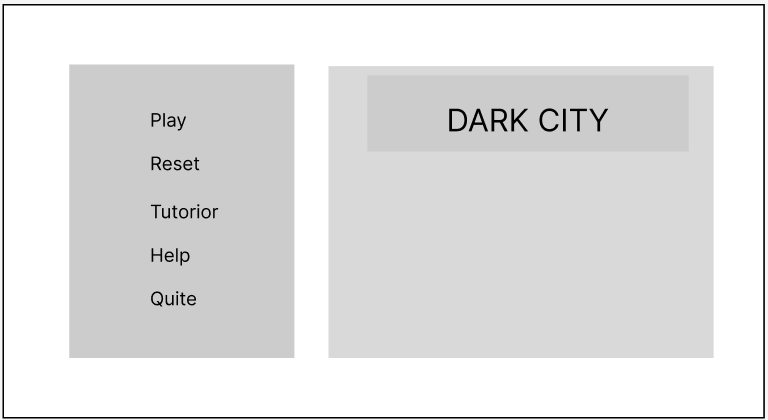 Play
Reset
Tutorior
Help
Quite
DARK CITY